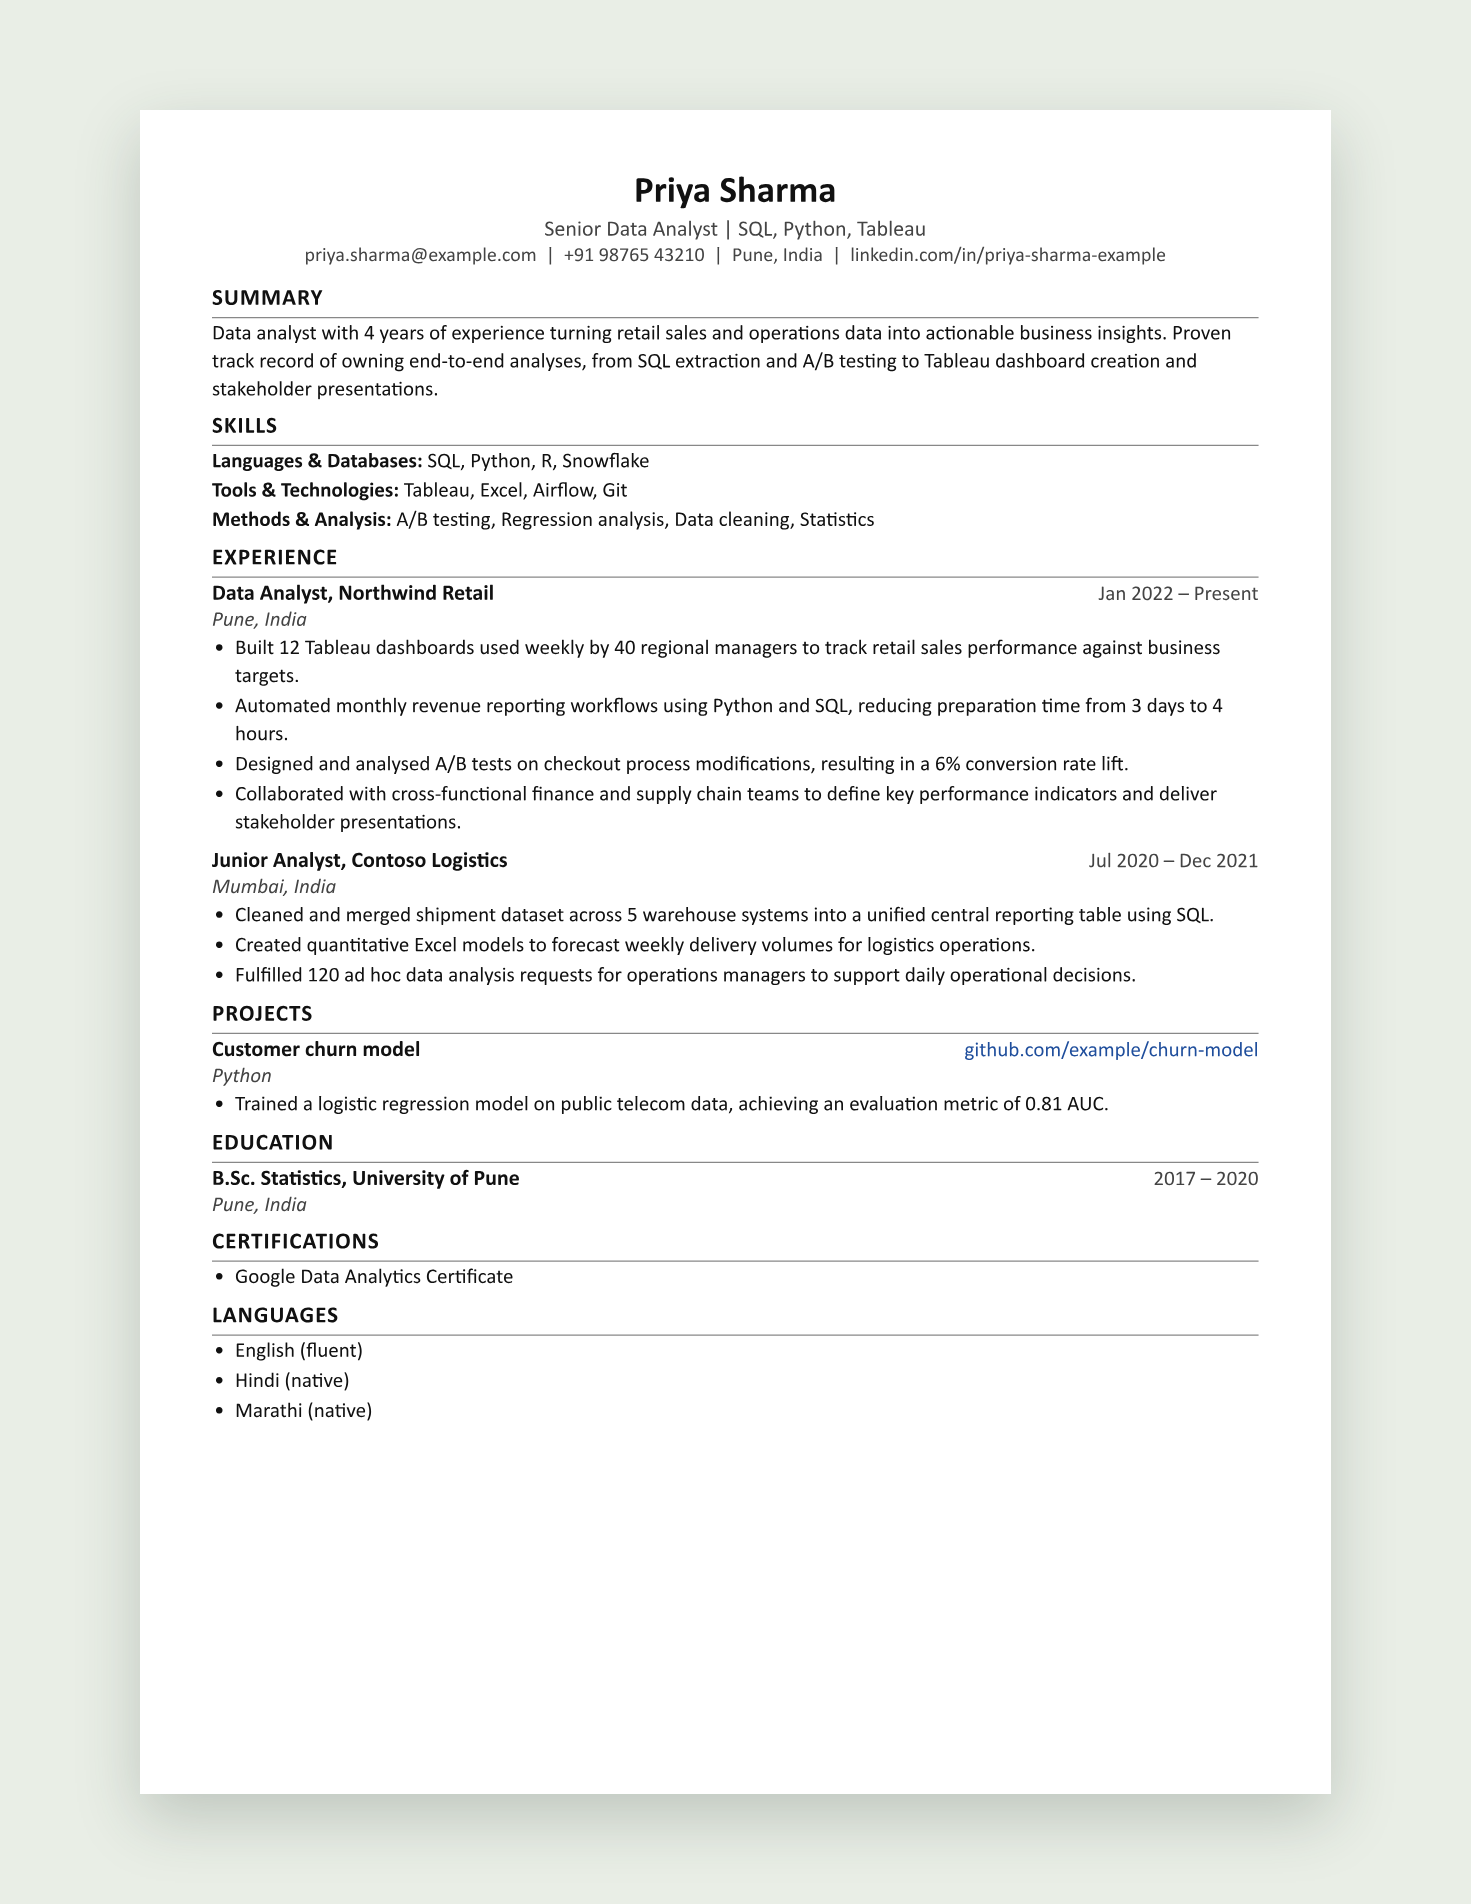 Priya Sharma
Senior Data Analyst | SQL, Python, Tableau
priya.sharma@example.com | +91 98765 43210 | Pune, India | linkedin.com/in/priya-sharma-example
SUMMARY
Data analyst with 4 years of experience turning retail sales and operations data into actionable business insights. Proven
track record of owning end-to-end analyses, from SQL extraction and A/B testing to Tableau dashboard creation and
stakeholder presentations.
SKILLS
Languages & Databases: SQL, Python, R, Snowflake
Tools & Technologies: Tableau, Excel, Airflow, Git
Methods & Analysis: A/B testing, Regression analysis, Data cleaning, Statistics
EXPERIENCE
Data Analyst, Northwind Retail Jan 2022 – Present
Pune, India
• Built 12 Tableau dashboards used weekly by 40 regional managers to track retail sales performance against business
targets.
• Automated monthly revenue reporting workflows using Python and SQL, reducing preparation time from 3 days to 4
hours.
• Designed and analysed A/B tests on checkout process modifications, resulting in a 6% conversion rate lift.
• Collaborated with cross-functional finance and supply chain teams to define key performance indicators and deliver
stakeholder presentations.
Junior Analyst, Contoso Logistics Jul 2020 – Dec 2021
Mumbai, India
• Cleaned and merged shipment dataset across 5 warehouse systems into a unified central reporting table using SQL.
• Created quantitative Excel models to forecast weekly delivery volumes for logistics operations.
• Fulfilled 120 ad hoc data analysis requests for operations managers to support daily operational decisions.
PROJECTS
Customer churn model github.com/example/churn-model
Python
• Trained a logistic regression model on public telecom data, achieving an evaluation metric of 0.81 AUC.
EDUCATION
B.Sc. Statistics, University of Pune 2017 – 2020
Pune, India
CERTIFICATIONS
• Google Data Analytics Certificate
LANGUAGES
• English (fluent)
• Hindi (native)
• Marathi (native)